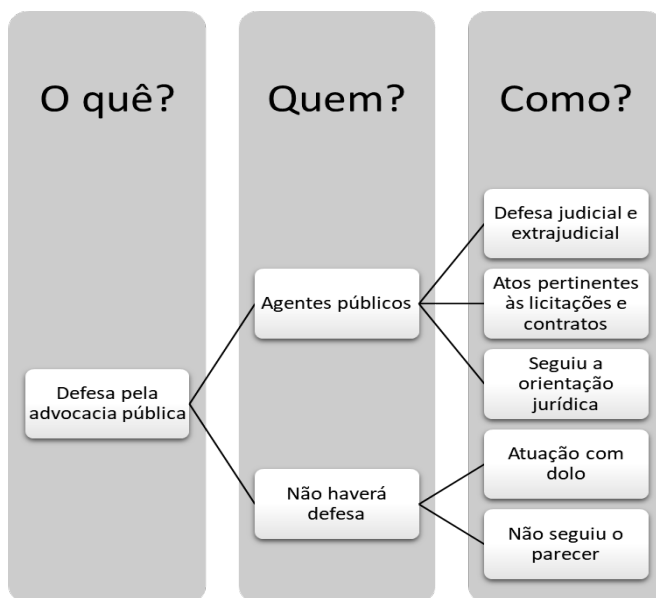 O quê?
Quem?
Como?
Defesa pela
advocacia pública
Agentes públicos
Não haverá
defesa
Defesa judicial e
extrajudicial
Atos pertinentes
às licitações e
contratos
Seguiu a
orientação
jurídica
Atuação com
dolo
Não seguiu o
parecer